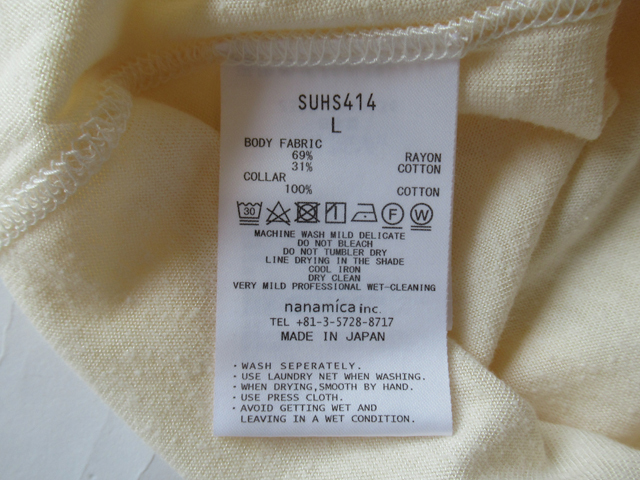 SUHS414
L
BODY FABRIC
69% RAYON
31% COTTON
COLLAR
100% COTTON
30 F W
MACHINE WASH MILD DELICATE
DO NOT BLEACH
DO NOT TUMBLER DRY
LINE DRYING IN THE SHADE
COOL IRON
DRY CLEAN
VERY MILD PROFESSIONAL WET-CLEANING
nanamica inc.
TEL +81-3-5728-8717
MADE IN JAPAN
・WASH SEPERATELY.
・USE LAUNDRY NET WHEN WASHING.
・WHEN DRYING,SMOOTH BY HAND.
・USE PRESS CLOTH.
・AVOID GETTING WET AND
LEAVING IN A WET CONDITION.